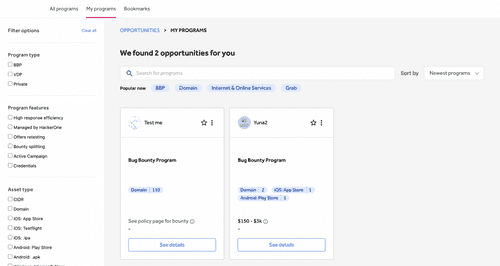 All programs My programs Bookmarks
Filter options Clear all
Program type
BBP
VDP
Private
Program features
High response efficiency
Managed by HackerOne
Offers retesting
Bounty splitting
Active Campaign
Credentials
Asset type
CIDR
Domain
iOS: App Store
iOS: Testflight
iOS: .ipa
Android: Play Store
Android: .apk
OPPORTUNITIES > MY PROGRAMS
We found 2 opportunities for you
Search for programs Sort by Newest programs
Popular now BBP Domain Internet & Online Services Grab
Test me
Bug Bounty Program
Domain 110
See policy page for bounty
-
See details
Yuna2
Bug Bounty Program
Domain 2 iOS: App Store 1
Android: Play Store 1
$150 - $3k
-
See details